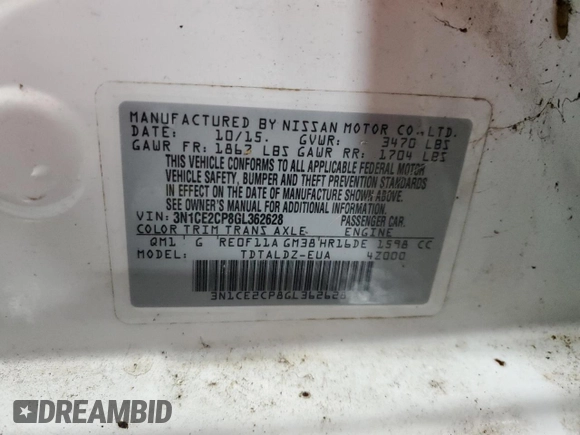 MANUFACTURED BY NISSAN MOTOR CO., LTD.
DATE: 10/15. GVWR: 3470 LBS
GAWR FR: 1863 LBS GAWR RR: 1704 LBS
THIS VEHICLE CONFORMS TO ALL APPLICABLE FEDERAL MOTOR
VEHICLE SAFETY, BUMPER AND THEFT PREVENTION STANDARDS
IN EFFECT ON THE DATE OF MANUFACTURE SHOWN ABOVE.
SEE OWNER'S MANUAL FOR ADDITIONAL INFORMATION.
VIN: 3N1CE2CP8GL362628 PASSENGER CAR.
COLOR TRIM TRANS AXLE ENGINE
QM1 G RE0F11A GM38 HR16DE 1598 CC
MODEL: TDTALDZ-EUA 4Z000
3N1CE2CP8GL362628
DREAMBID